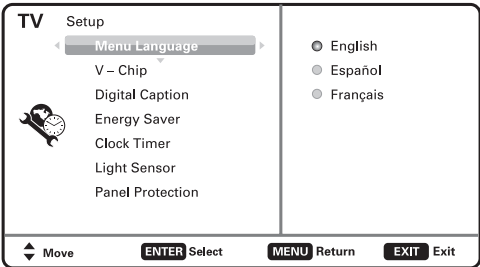 TV Setup
Menu Language
V – Chip
Digital Caption
Energy Saver
Clock Timer
Light Sensor
Panel Protection
English
Español
Français
Move ENTER Select MENU Return EXIT Exit